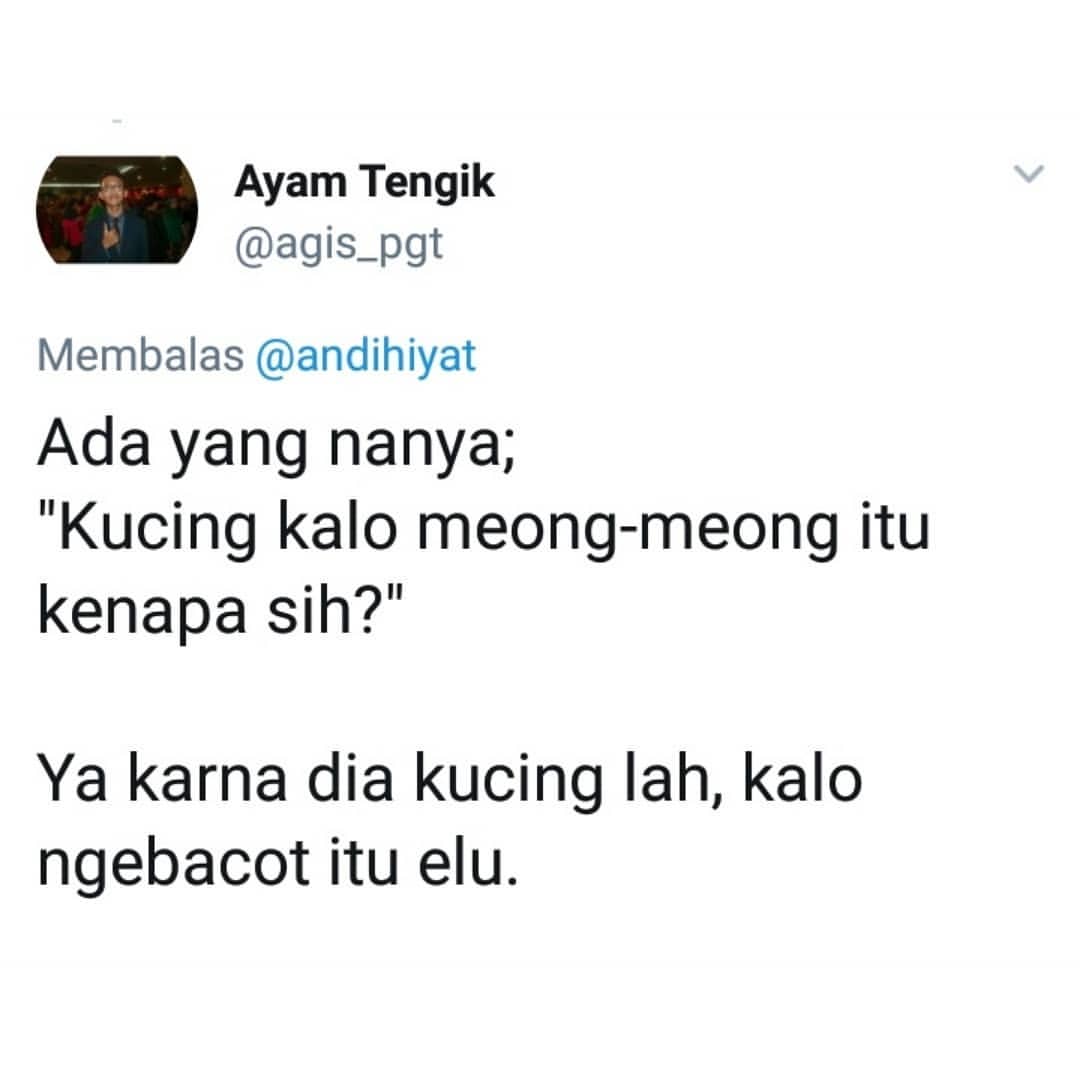 Ayam Tengik
@agis_pgt
Membalas @andihiyat
Ada yang nanya;
"Kucing kalo meong-meong itu
kenapa sih?"
Ya karna dia kucing lah, kalo
ngebacot itu elu.